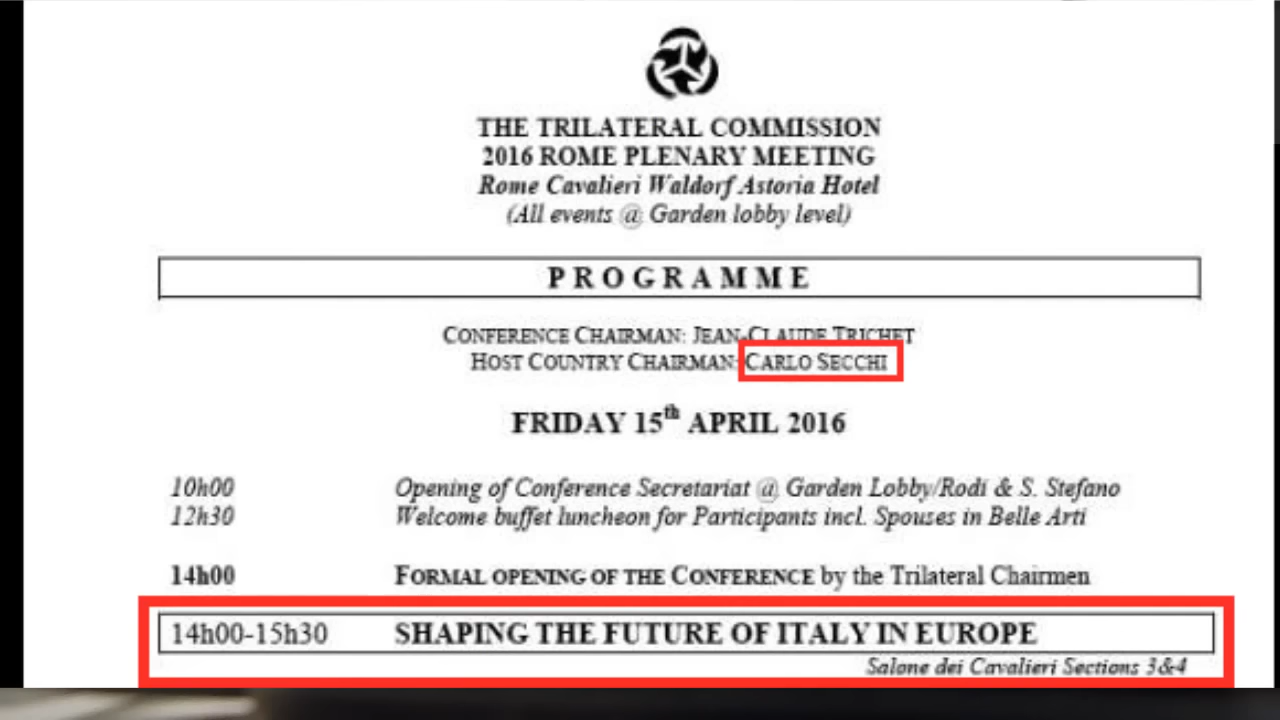 THE TRILATERAL COMMISSION
2016 ROME PLENARY MEETING
Rome Cavalieri Waldorf Astoria Hotel
(All events @ Garden lobby level)
PROGRAMME
CONFERENCE CHAIRMAN: JEAN-CLAUDE TRICHET
HOST COUNTRY CHAIRMAN: CARLO SECCHI
FRIDAY 15th APRIL 2016
10h00 Opening of Conference Secretariat @ Garden Lobby/Rodi & S. Stefano
12h30 Welcome buffet luncheon for Participants incl. Spouses in Belle Arti
14h00 FORMAL OPENING OF THE CONFERENCE by the Trilateral Chairmen
14h00-15h30 SHAPING THE FUTURE OF ITALY IN EUROPE
Salone dei Cavalieri Sections 3&4